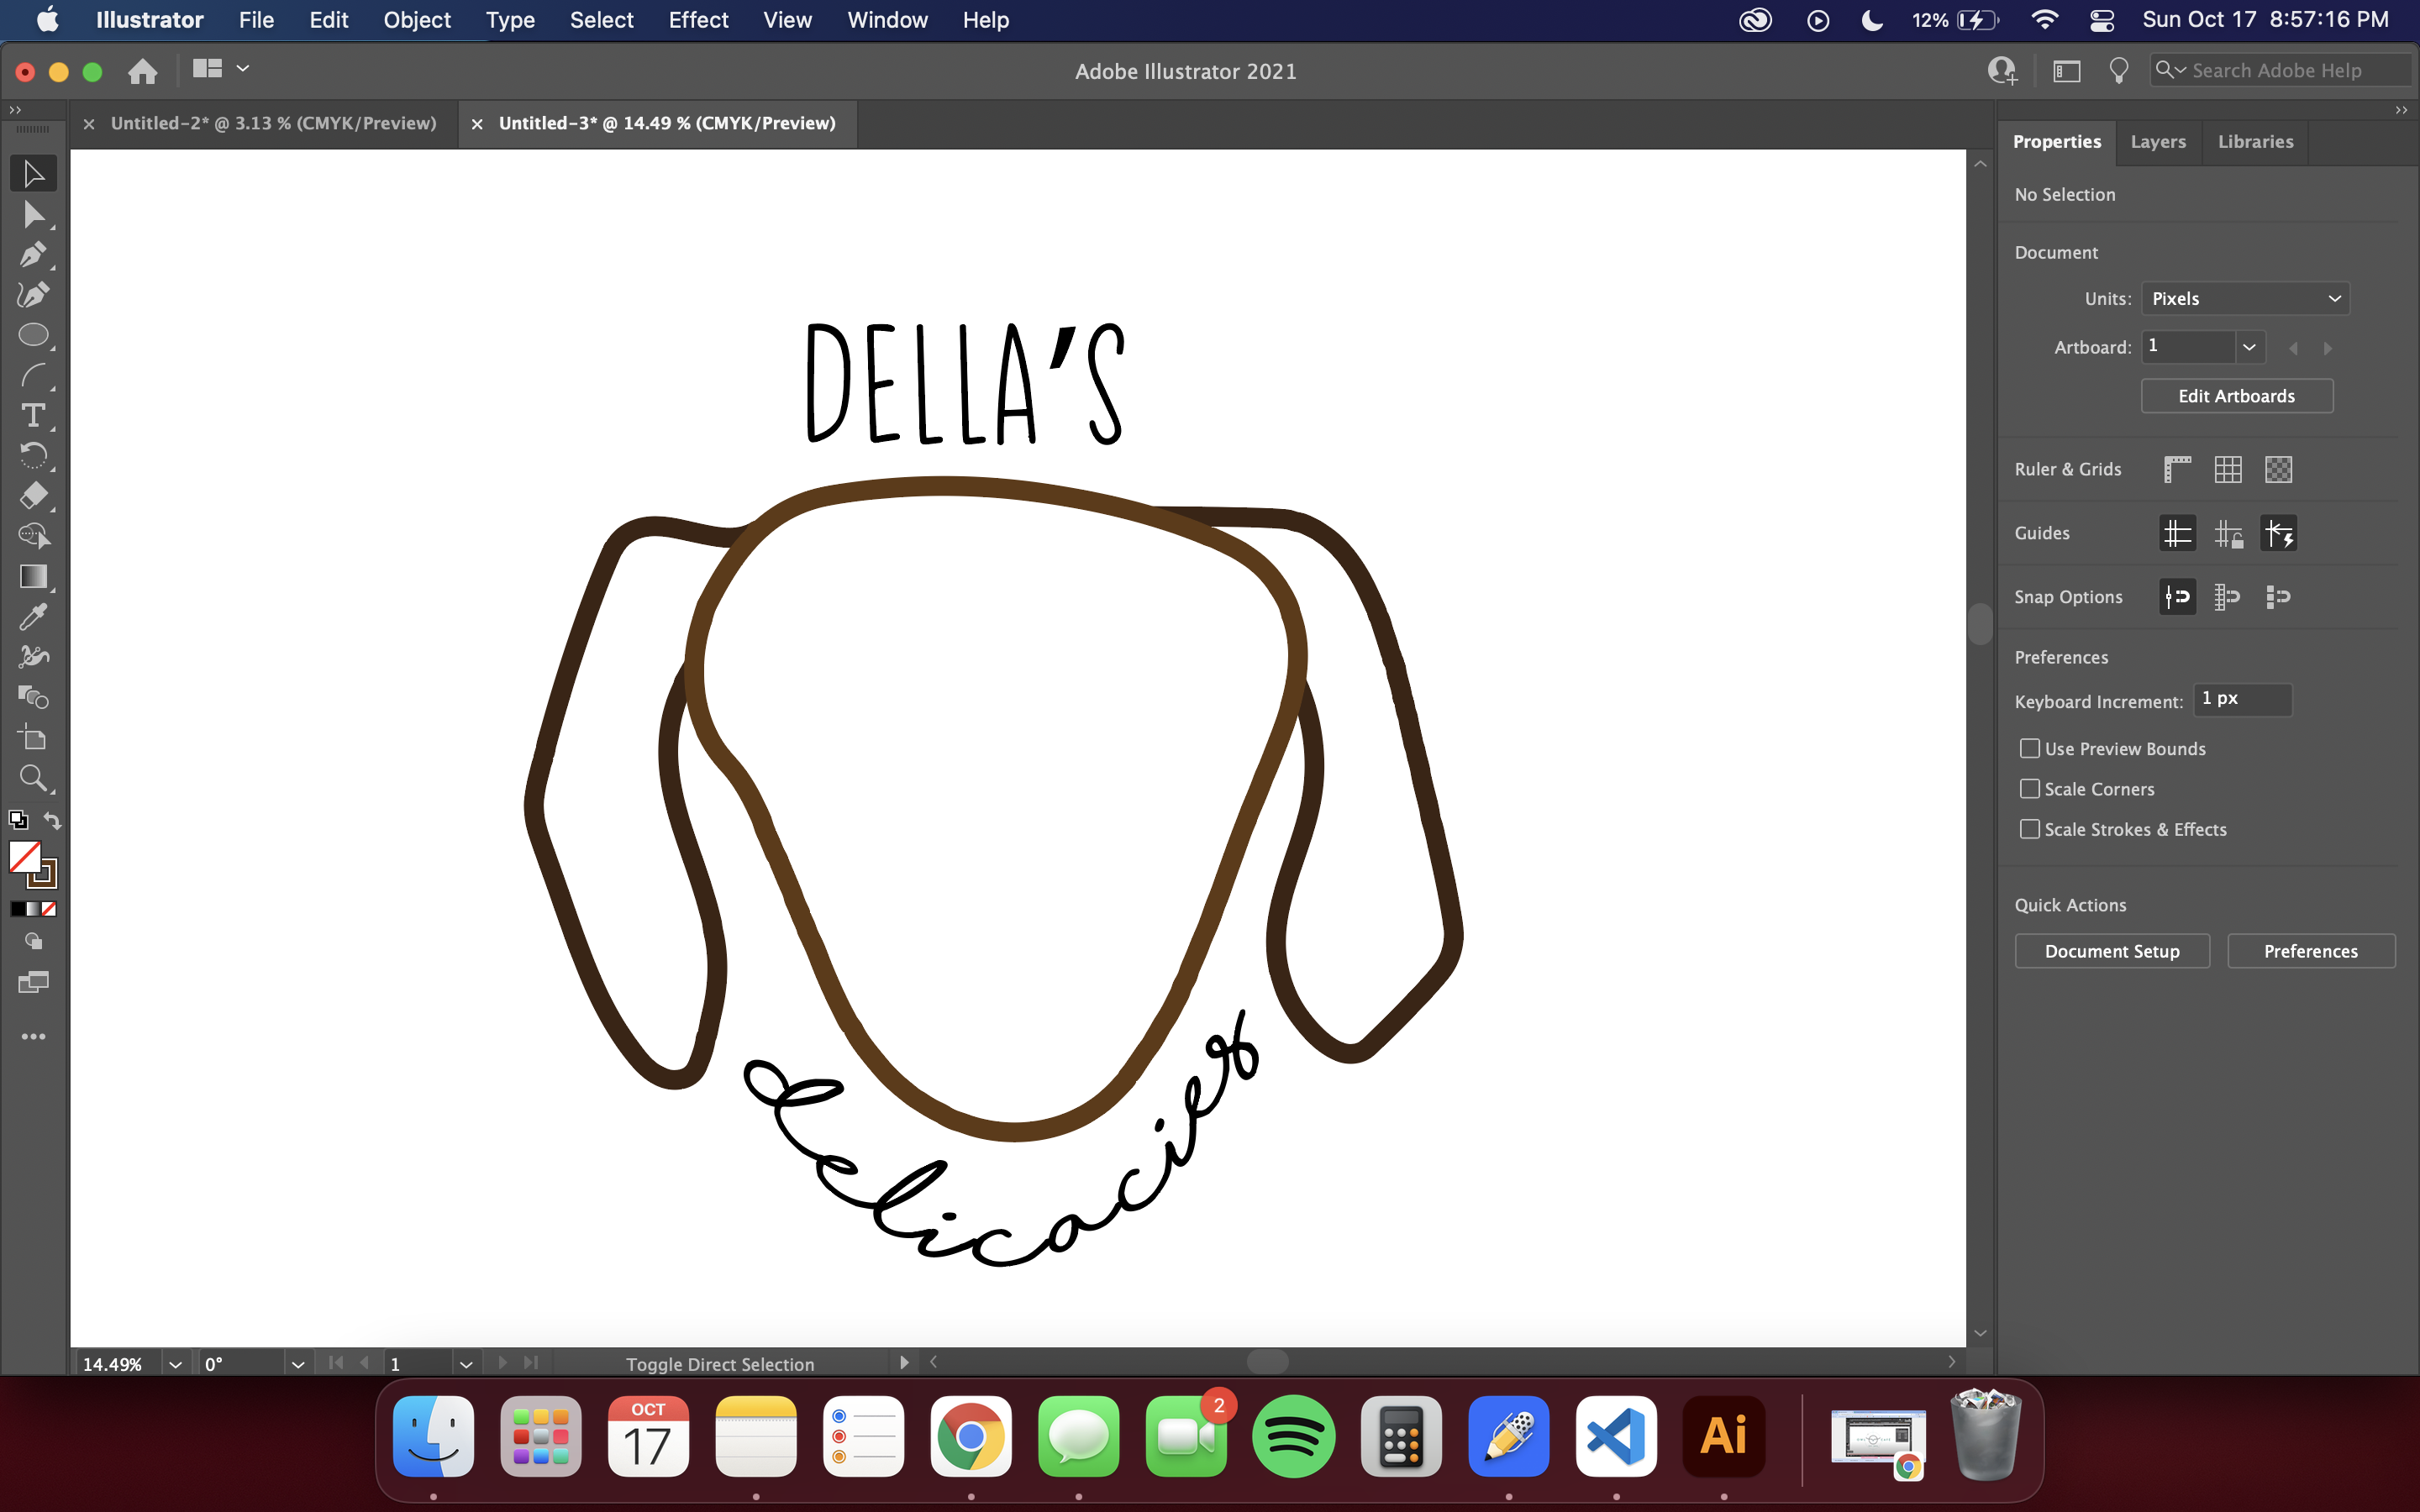 Illustrator File Edit Object Type Select Effect View Window Help 12% Sun Oct 17 8:57:16 PM
Adobe Illustrator 2021 Search Adobe Help
× Untitled-2* @ 3.13 % (CMYK/Preview) × Untitled-3* @ 14.49 % (CMYK/Preview)
Properties Layers Libraries
No Selection
Document
Units: Pixels
Artboard: 1
Edit Artboards
Ruler & Grids
Guides
Snap Options
Preferences
Keyboard Increment: 1 px
Use Preview Bounds
Scale Corners
Scale Strokes & Effects
Quick Actions
Document Setup Preferences
DELLA'S
delicacies
14.49% 0° 1 Toggle Direct Selection
OCT
17
2
Ai